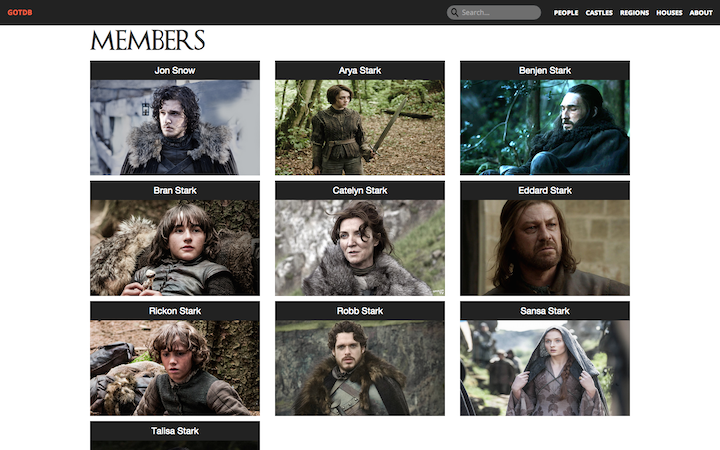 GOTDB Search... PEOPLE CASTLES REGIONS HOUSES ABOUT
MEMBERS
Jon Snow Arya Stark Benjen Stark
Bran Stark Catelyn Stark Eddard Stark
Rickon Stark Robb Stark Sansa Stark
Talisa Stark